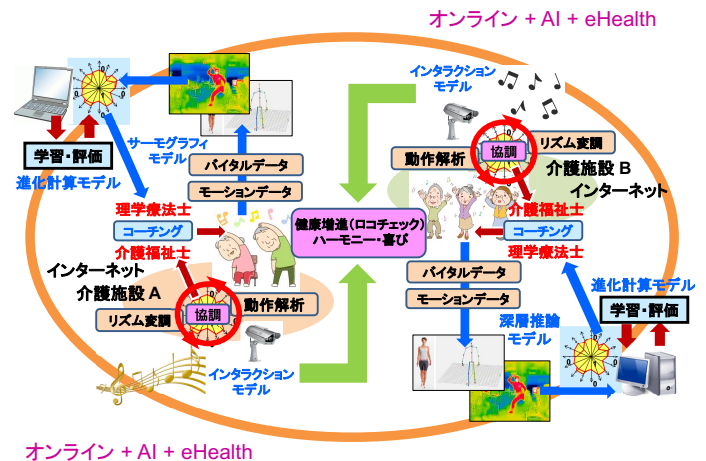 オンライン + AI + eHealth
インタラクション
モデル
学習・評価
進化計算モデル
サーモグラフィ
モデル
バイタルデータ
モーションデータ
理学療法士
コーチング
介護福祉士
インターネット
介護施設 A
協調
リズム変調
動作解析
インタラクション
モデル
健康増進(ロコチェック)
ハーモニー・喜び
動作解析
協調
リズム変調
介護施設 B
インターネット
介護福祉士
コーチング
理学療法士
バイタルデータ
モーションデータ
進化計算モデル
学習・評価
深層推論
モデル
オンライン + AI + eHealth